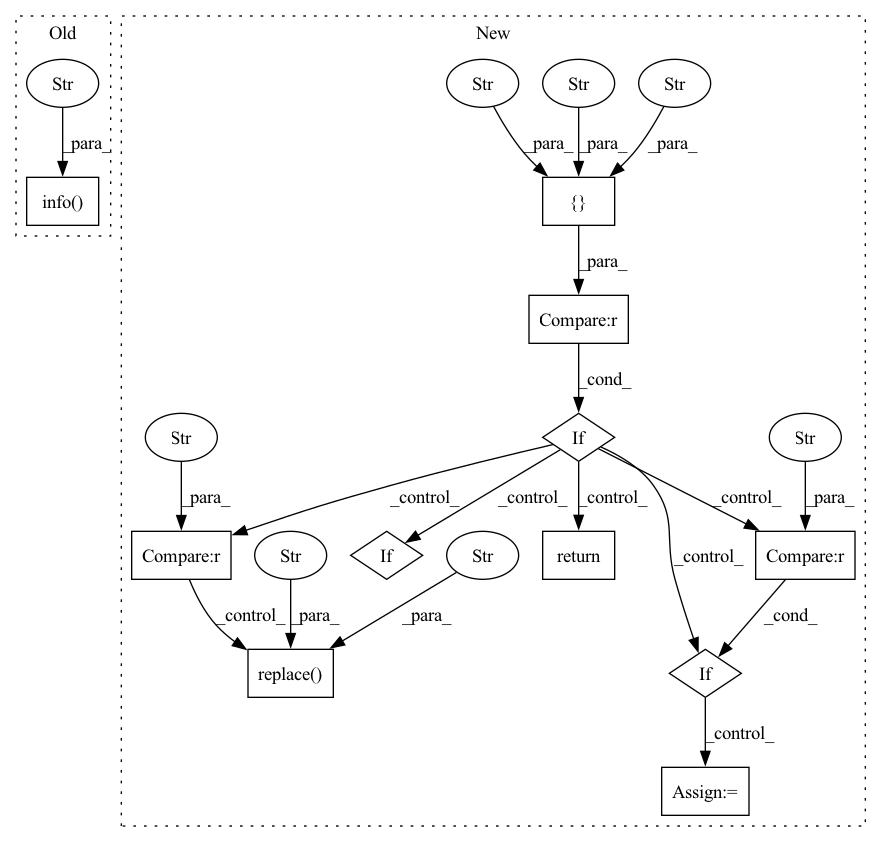 Old
New
Str
Str
Str
Str
_para_
_para_
_para_
_para_
info()
{}
_para_
Compare:r
_cond_
Str
If
Str
_para_
_control_
_control_
_control_
_control_
_para_
Compare:r
Str
If
Str
return
_control_
Compare:r
_control_
_para_
_para_
_cond_
replace()
If
_control_
Assign:=